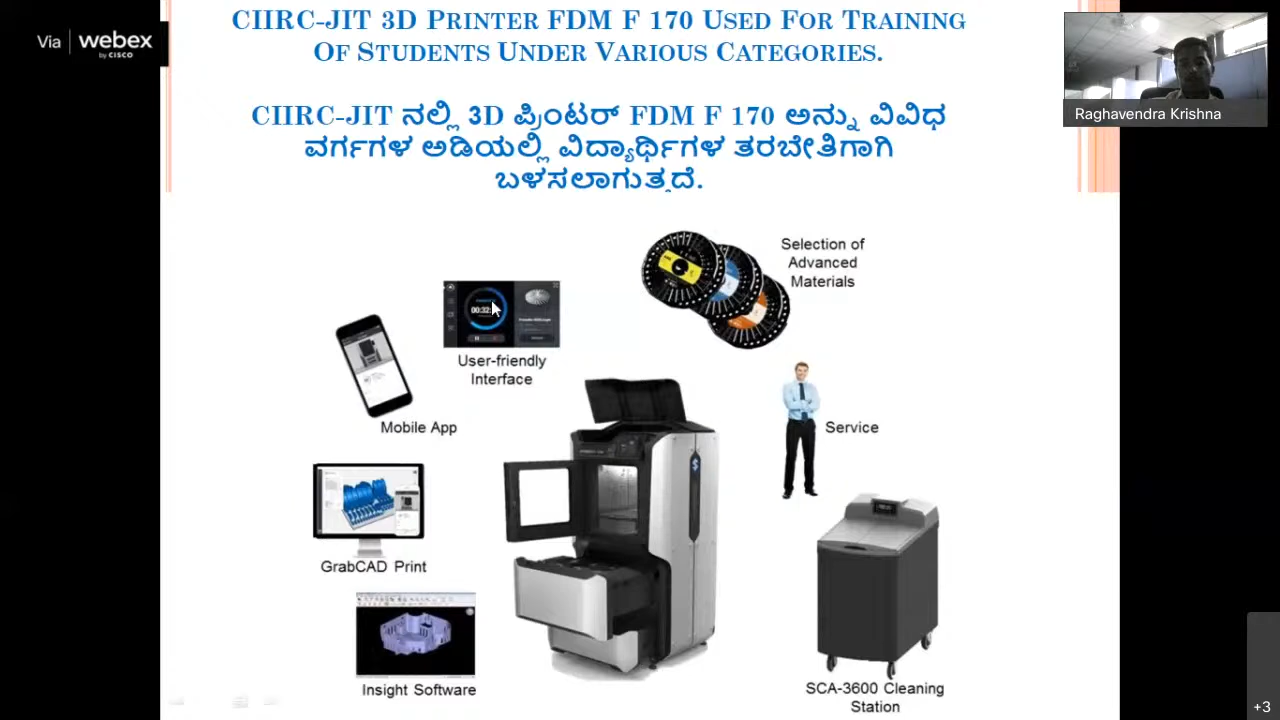 CIIRC-JIT 3D PRINTER FDM F 170 USED FOR TRAINING
OF STUDENTS UNDER VARIOUS CATEGORIES.
CIIRC-JIT ನಲ್ಲಿ 3D ಪ್ರಿಂಟರ್ FDM F 170 ಅನ್ನು ವಿವಿಧ
ವರ್ಗಗಳ ಅಡಿಯಲ್ಲಿ ವಿದ್ಯಾರ್ಥಿಗಳ ತರಬೇತಿಗಾಗಿ
ಬಳಸಲಾಗುತ್ತದೆ.
Via webex
by CISCO
Raghavendra Krishna
Selection of
Advanced
Materials
00:32:
User-friendly
Interface
Mobile App
Service
GrabCAD Print
Insight Software
SCA-3600 Cleaning
Station
+3